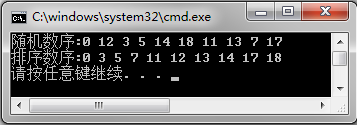 C:\windows\system32\cmd.exe
随机数序:0 12 3 5 14 18 11 13 7 17
排序数序:0 3 5 7 11 12 13 14 17 18
请按任意键继续. . .